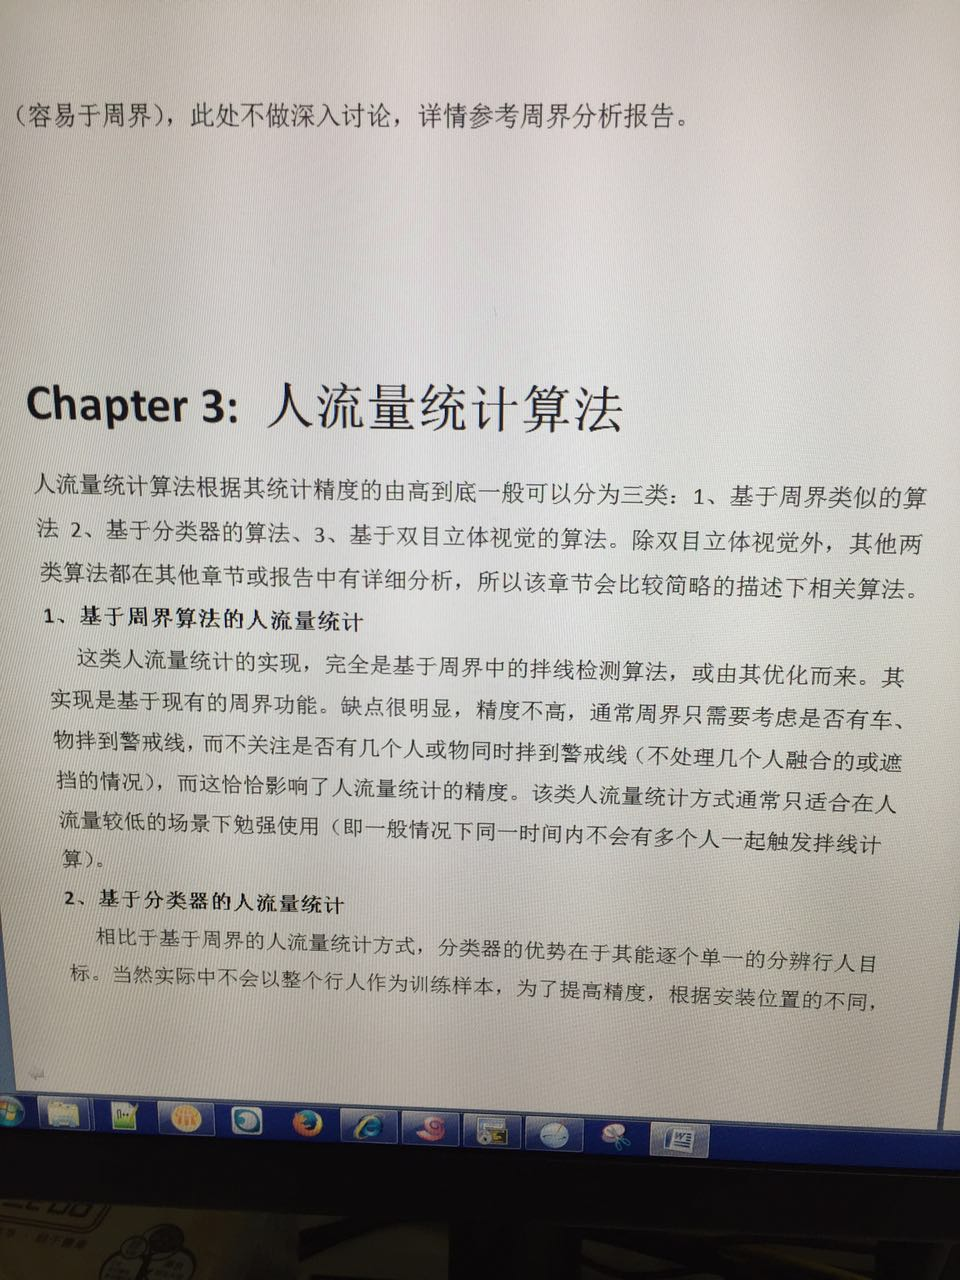 （容易于周界），此处不做深入讨论，详情参考周界分析报告。
Chapter 3: 人流量统计算法
人流量统计算法根据其统计精度的由高到底一般可以分为三类：1、基于周界类似的算
法 2、基于分类器的算法、3、基于双目立体视觉的算法。除双目立体视觉外，其他两
类算法都在其他章节或报告中有详细分析，所以该章节会比较简略的描述下相关算法。
1、基于周界算法的人流量统计
这类人流量统计的实现，完全是基于周界中的拌线检测算法，或由其优化而来。其
实现是基于现有的周界功能。缺点很明显，精度不高，通常周界只需要考虑是否有车、
物拌到警戒线，而不关注是否有几个人或物同时拌到警戒线（不处理几个人融合的或遮
挡的情况），而这恰恰影响了人流量统计的精度。该类人流量统计方式通常只适合在人
流量较低的场景下勉强使用（即一般情况下同一时间内不会有多个人一起触发拌线计
算）。
2、基于分类器的人流量统计
相比于基于周界的人流量统计方式，分类器的优势在于其能逐个单一的分辨行人目
标。当然实际中不会以整个行人作为训练样本，为了提高精度，根据安装位置的不同，